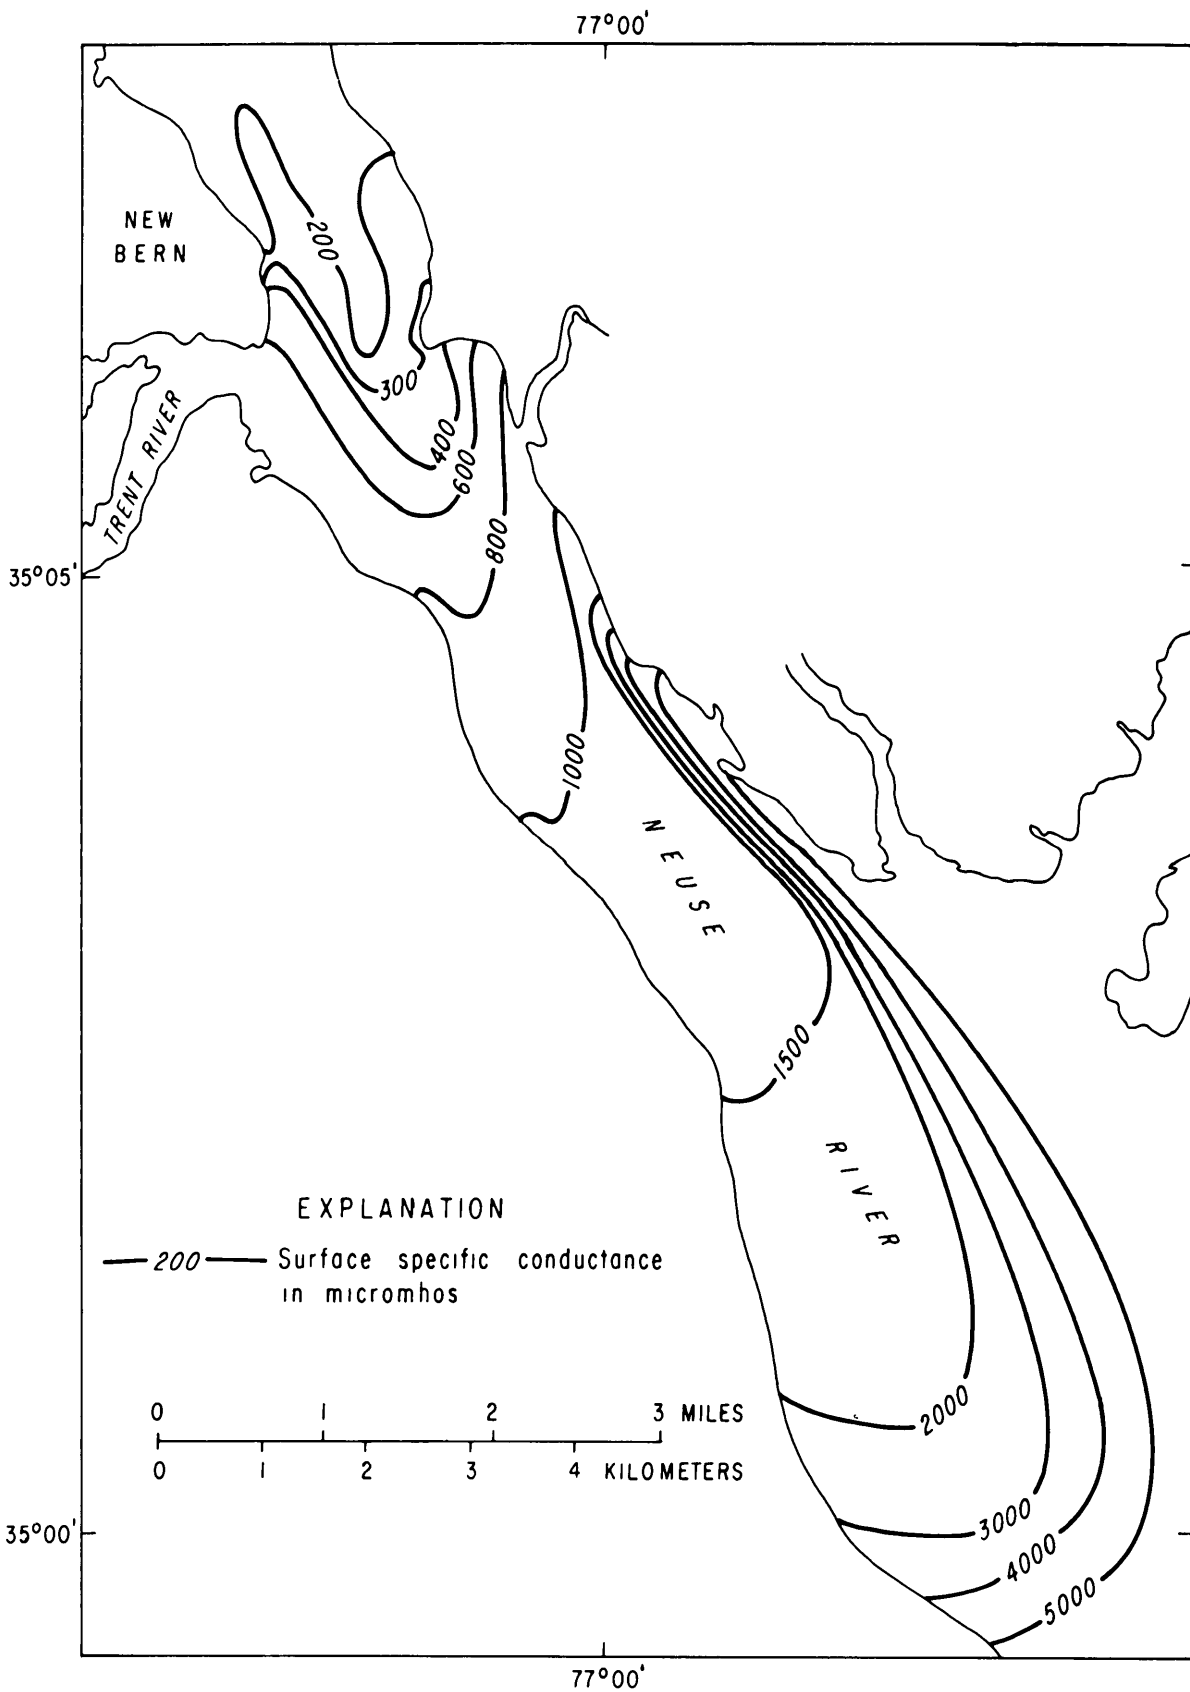 77°00'
NEW
BERN
200
300
400
600
TRENT RIVER
800
35°05'
1000
NEUSE
1500
RIVER
EXPLANATION
200 Surface specific conductance
in micromhos
0 1 2 3 MILES
0 1 2 3 4 KILOMETERS
2000
3000
35°00'
4000
5000
77°00'